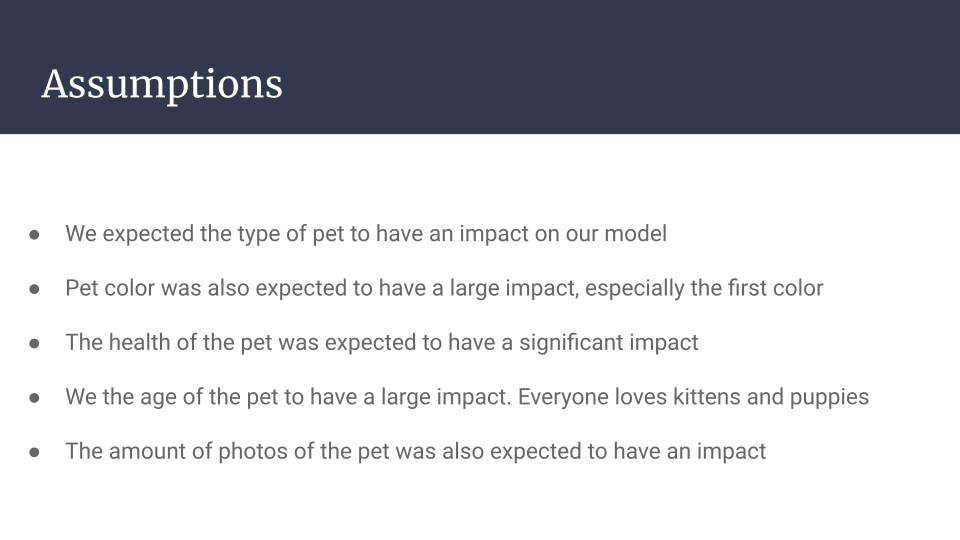 Assumptions
● We expected the type of pet to have an impact on our model
● Pet color was also expected to have a large impact, especially the first color
● The health of the pet was expected to have a significant impact
● We the age of the pet to have a large impact. Everyone loves kittens and puppies
● The amount of photos of the pet was also expected to have an impact